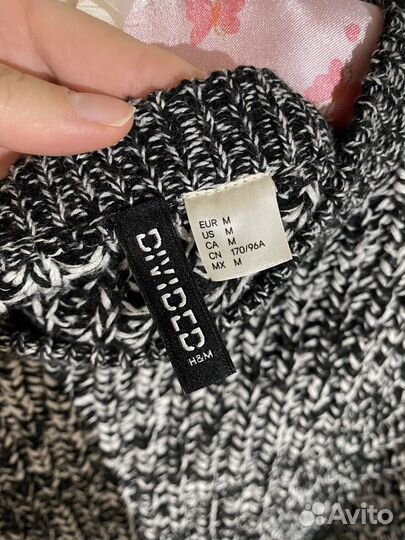 DIVIDED
H&M
EUR M
US M
CA M
CN 170/96A
MX M
Avito